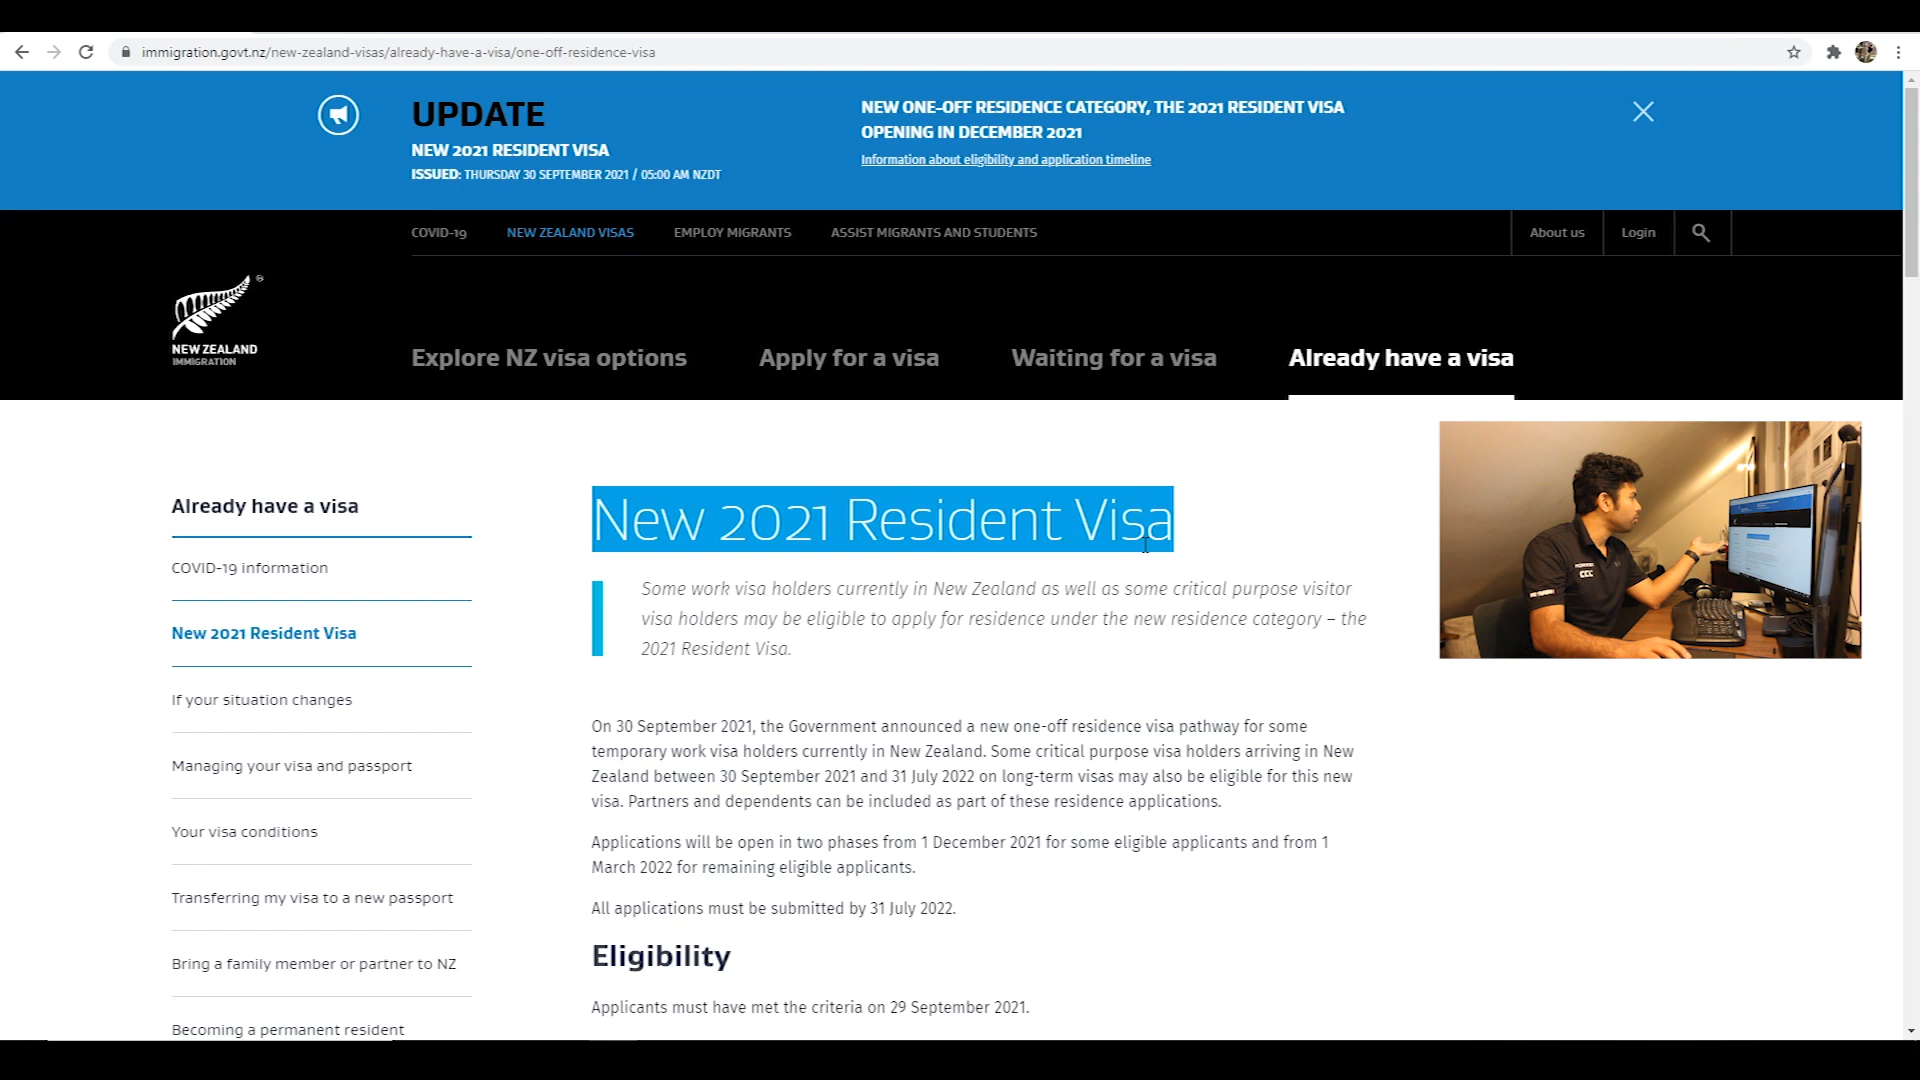 immigration.govt.nz/new-zealand-visas/already-have-a-visa/one-off-residence-visa
UPDATE
NEW 2021 RESIDENT VISA
ISSUED: THURSDAY 30 SEPTEMBER 2021 / 05:00 AM NZDT
NEW ONE-OFF RESIDENCE CATEGORY, THE 2021 RESIDENT VISA
OPENING IN DECEMBER 2021
Information about eligibility and application timeline
COVID-19
NEW ZEALAND VISAS
EMPLOY MIGRANTS
ASSIST MIGRANTS AND STUDENTS
About us
Login
NEW ZEALAND
IMMIGRATION
Explore NZ visa options
Apply for a visa
Waiting for a visa
Already have a visa
Already have a visa
COVID-19 information
New 2021 Resident Visa
If your situation changes
Managing your visa and passport
Your visa conditions
Transferring my visa to a new passport
Bring a family member or partner to NZ
Becoming a permanent resident
New 2021 Resident Visa
Some work visa holders currently in New Zealand as well as some critical purpose visitor
visa holders may be eligible to apply for residence under the new residence category – the
2021 Resident Visa.
On 30 September 2021, the Government announced a new one-off residence visa pathway for some
temporary work visa holders currently in New Zealand. Some critical purpose visa holders arriving in New
Zealand between 30 September 2021 and 31 July 2022 on long-term visas may also be eligible for this new
visa. Partners and dependents can be included as part of these residence applications.
Applications will be open in two phases from 1 December 2021 for some eligible applicants and from 1
March 2022 for remaining eligible applicants.
All applications must be submitted by 31 July 2022.
Eligibility
Applicants must have met the criteria on 29 September 2021.